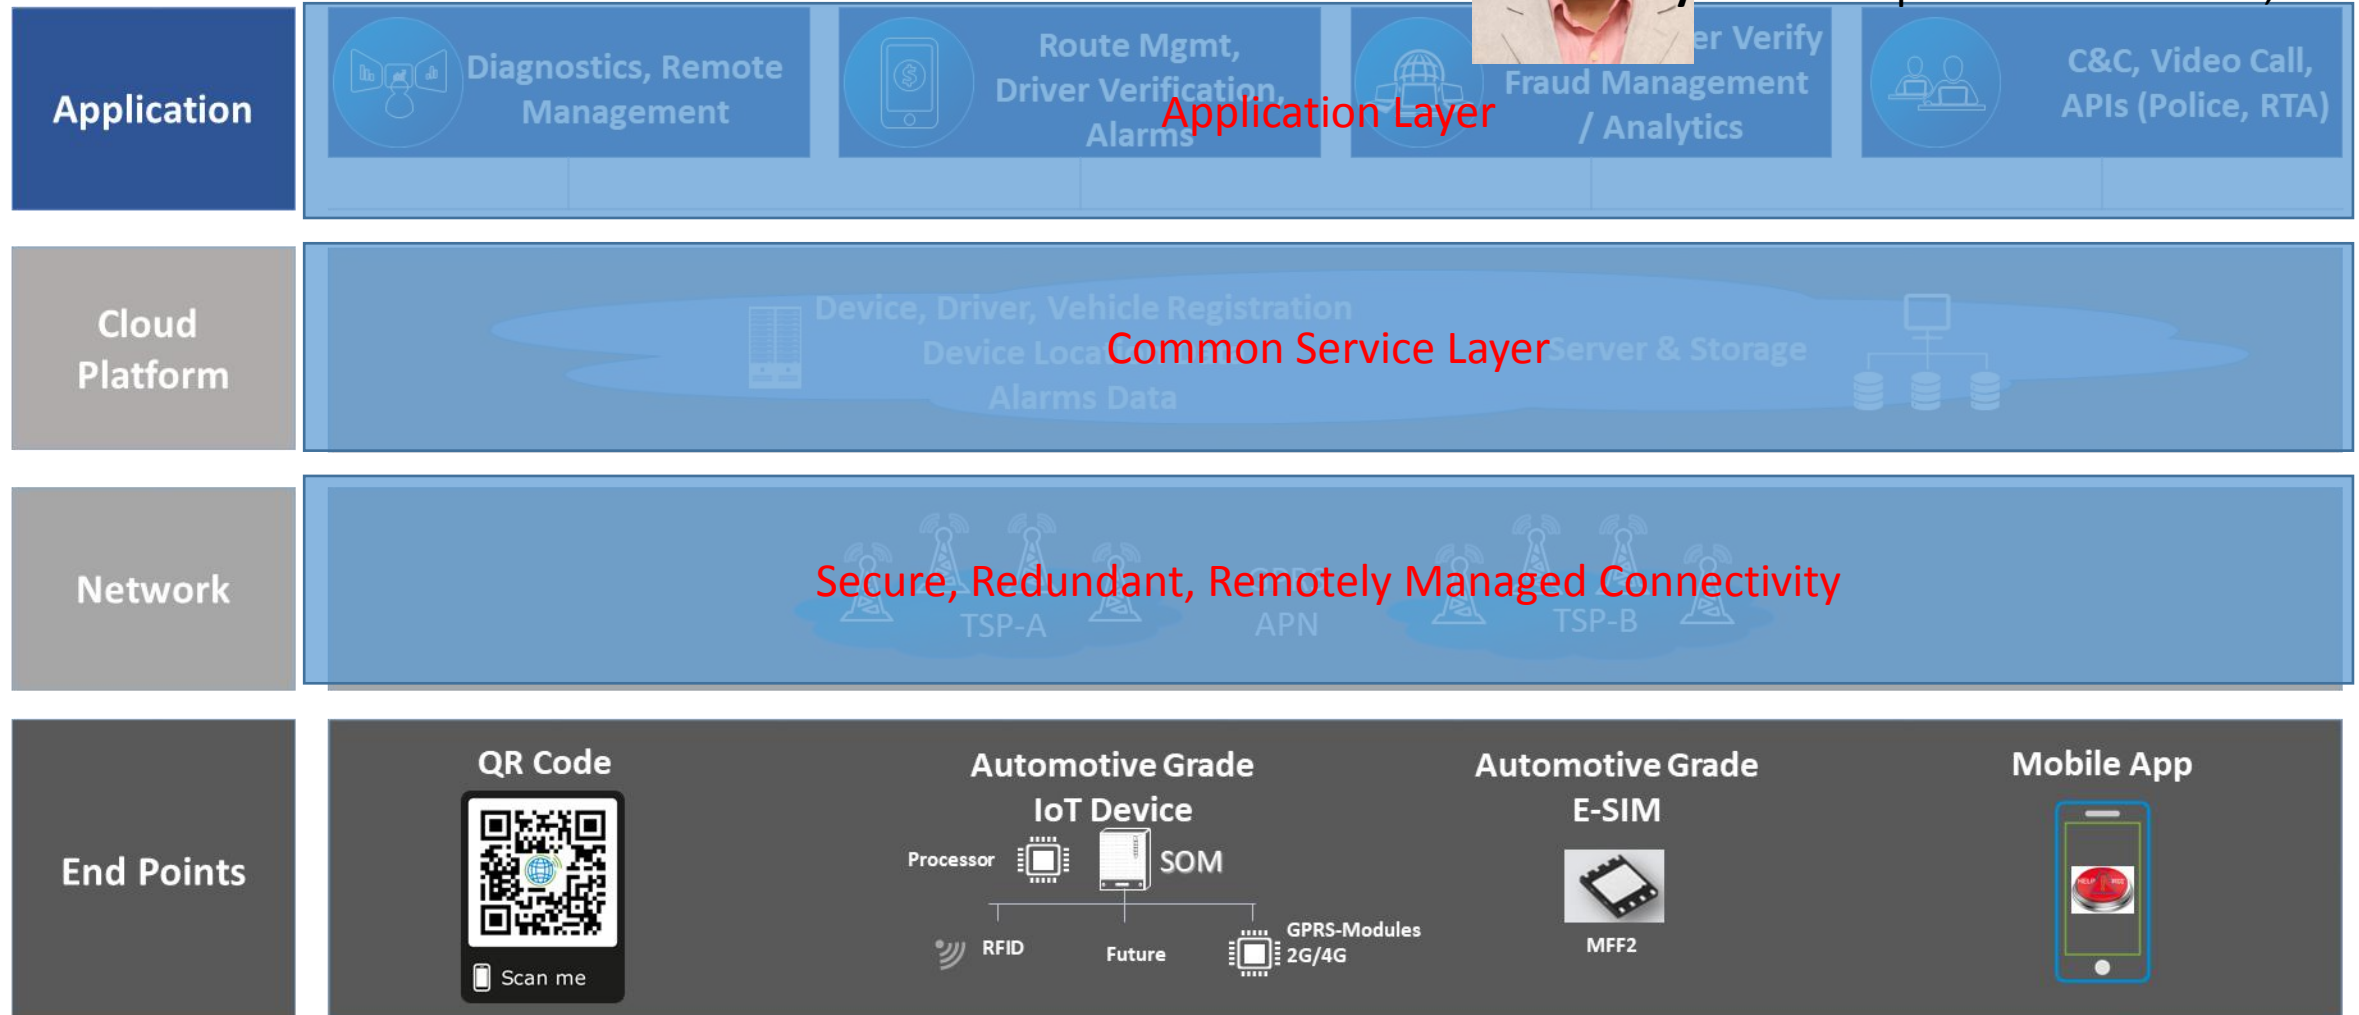 Application
Diagnostics, Remote
Management
Route Mgmt,
Driver Verification,
Alarms
er Verify
Fraud Management
/ Analytics
C&C, Video Call,
APIs (Police, RTA)
Application Layer
Cloud
Platform
Device, Driver, Vehicle Registration
Device
Alarms Data
Server & Storage
Common Service Layer
Network
Secure, Redundant, Remotely Managed Connectivity
TSP-A
GPRS
APN
TSP-B
End Points
QR Code
Scan me
Automotive Grade
IoT Device
Processor
SOM
RFID
Future
GPRS-Modules
2G/4G
Automotive Grade
E-SIM
MFF2
Mobile App